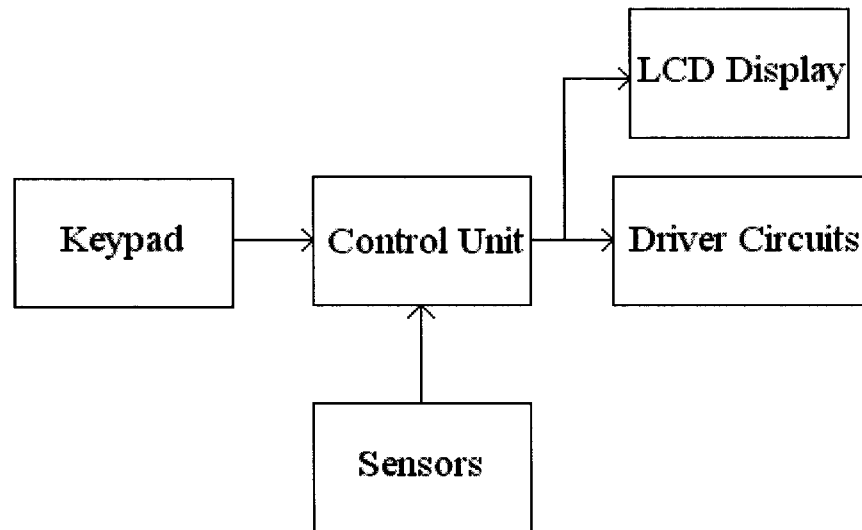 LCD Display
Keypad
Control Unit
Driver Circuits
Sensors